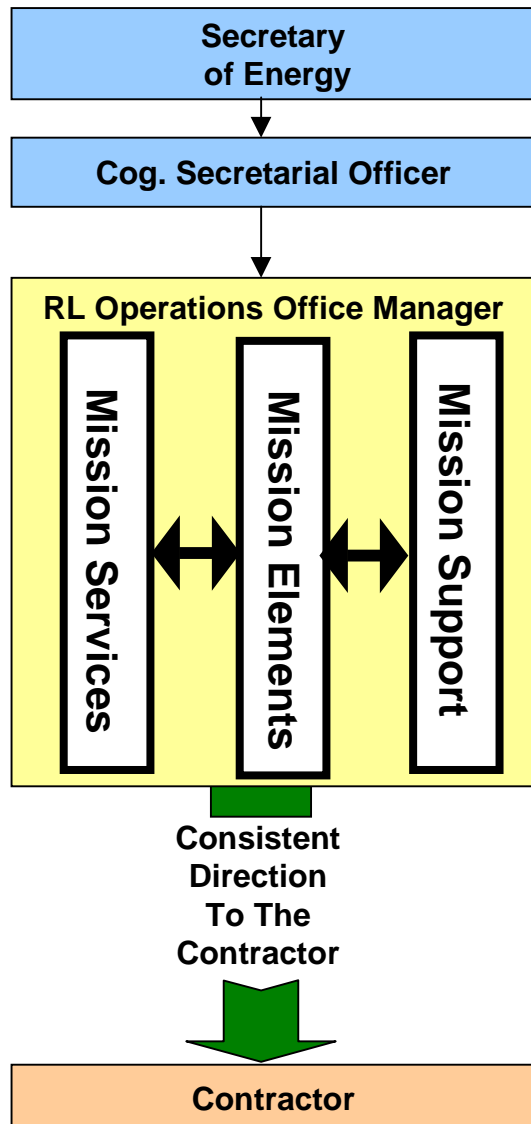 Secretary
of Energy
Cog. Secretarial Officer
RL Operations Office Manager
Mission Services
Mission Elements
Mission Support
Consistent
Direction
To The
Contractor
Contractor